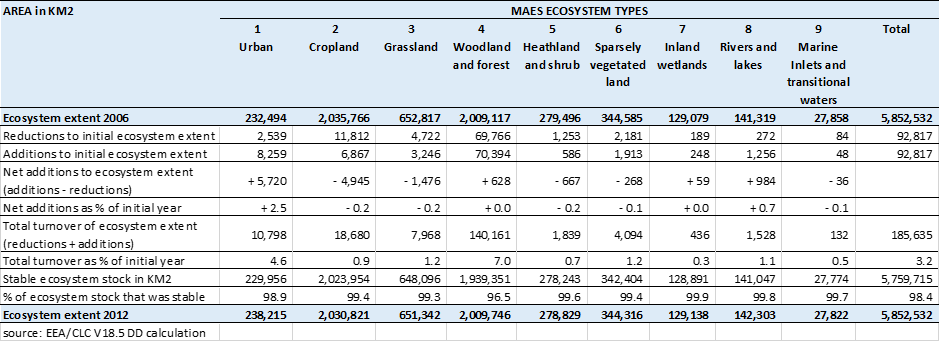 AREA in KM2 MAES ECOSYSTEM TYPES
1 2 3 4 5 6 7 8 9 Total
Urban Cropland Grassland Woodland Heathland Sparsely Inland Rivers and Marine
and forest and shrub vegetated wetlands lakes Inlets and
land transitional
waters
Ecosystem extent 2006 232,494 2,035,766 652,817 2,009,117 279,496 344,585 129,079 141,319 27,858 5,852,532
Reductions to initial ecosystem extent 2,539 11,812 4,722 69,766 1,253 2,181 189 272 84 92,817
Additions to initial ecosystem extent 8,259 6,867 3,246 70,394 586 1,913 248 1,256 48 92,817
Net additions to ecosystem extent + 5,720 - 4,945 - 1,476 + 628 - 667 - 268 + 59 + 984 - 36
(additions - reductions)
Net additions as % of initial year + 2.5 - 0.2 - 0.2 + 0.0 - 0.2 - 0.1 + 0.0 + 0.7 - 0.1
Total turnover of ecosystem extent 10,798 18,680 7,968 140,161 1,839 4,094 436 1,528 132 185,635
(reductions + additions)
Total turnover as % of initial year 4.6 0.9 1.2 7.0 0.7 1.2 0.3 1.1 0.5 3.2
Stable ecosystem stock in KM2 229,956 2,023,954 648,096 1,939,351 278,243 342,404 128,891 141,047 27,774 5,759,715
% of ecosystem stock that was stable 98.9 99.4 99.3 96.5 99.6 99.4 99.9 99.8 99.7 98.4
Ecosystem extent 2012 238,215 2,030,821 651,342 2,009,746 278,829 344,316 129,138 142,303 27,822 5,852,532
source: EEA/CLC V18.5 DD calculation